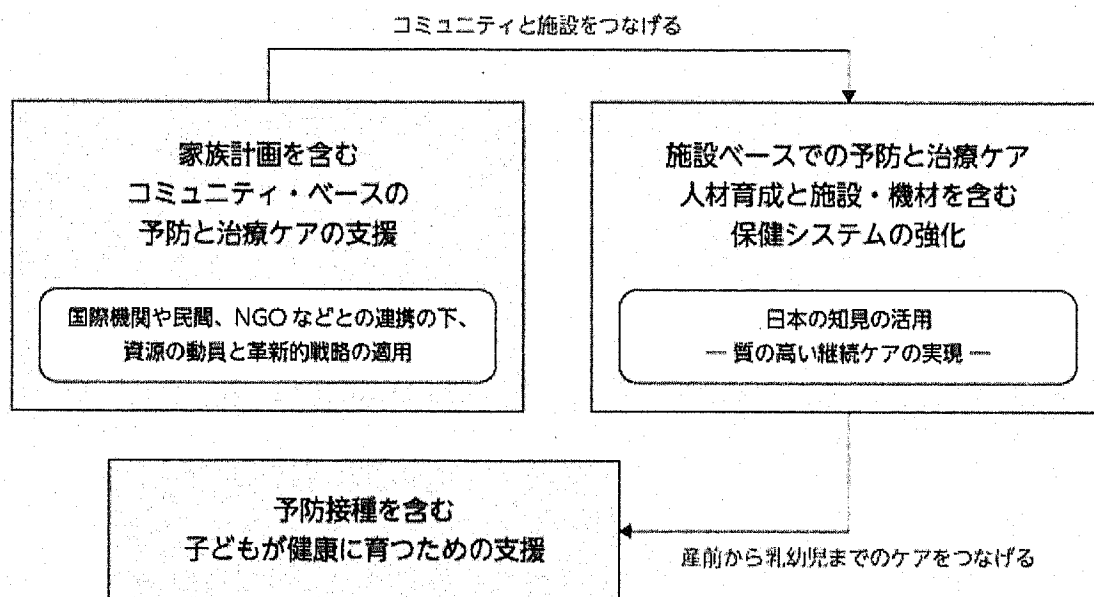 コミュニティと施設をつなげる
家族計画を含む
コミュニティ・ベースの
予防と治療ケアの支援
国際機関や民間、NGOなどとの連携の下、
資源の動員と革新的戦略の適用
施設ベースでの予防と治療ケア
人材育成と施設・機材を含む
保健システムの強化
日本の知見の活用
― 質の高い継続ケアの実現 ―
予防接種を含む
子どもが健康に育つための支援
産前から乳幼児までのケアをつなげる